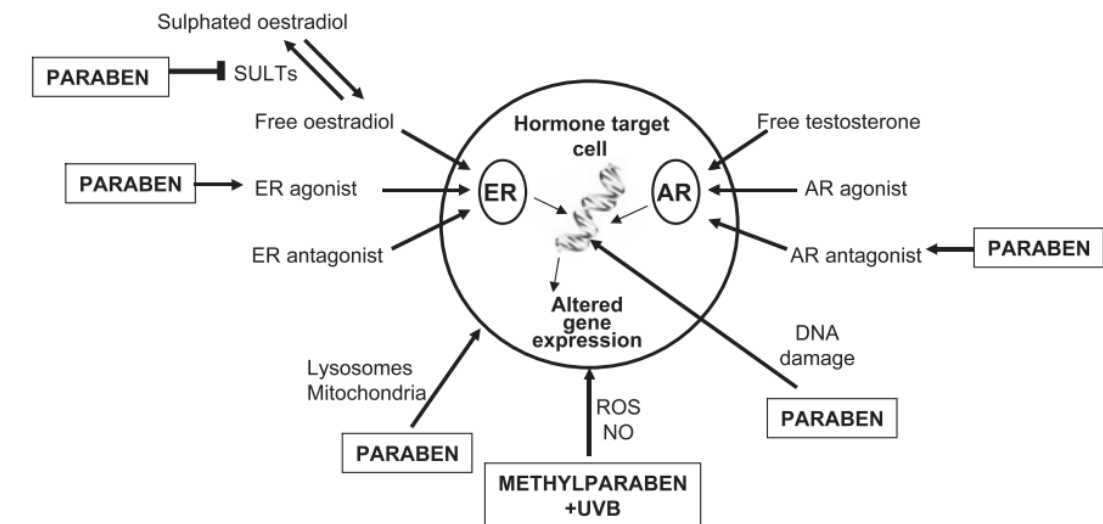 Sulphated oestradiol
PARABEN
SULTs
Free oestradiol
Hormone target
cell
Free testosterone
PARABEN
ER agonist
ER
AR
AR agonist
ER antagonist
AR antagonist
PARABEN
Altered
gene
expression
DNA
damage
Lysosomes
Mitochondria
ROS
NO
PARABEN
PARABEN
METHYLPARABEN
+UVB